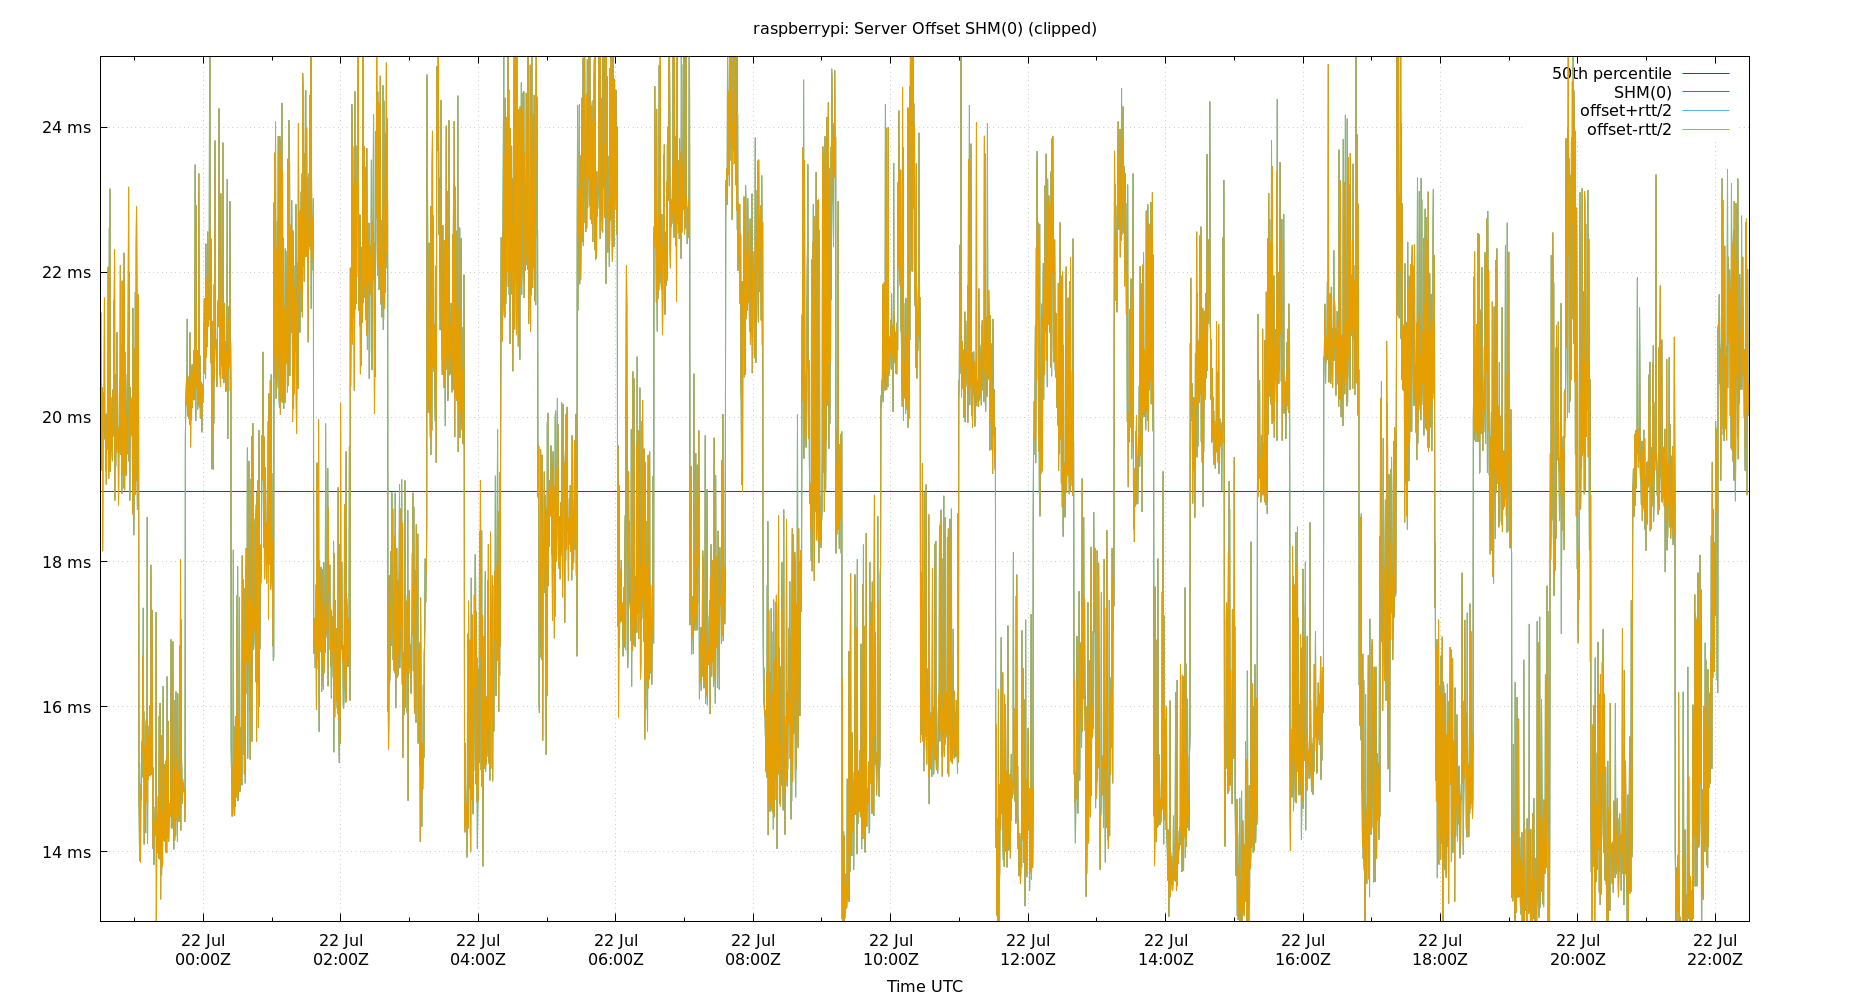 raspberrypi: Server Offset SHM(0) (clipped)
50th percentile
SHM(0)
offset+rtt/2
offset-rtt/2
24 ms
22 ms
20 ms
18 ms
16 ms
14 ms
22 Jul 22 Jul 22 Jul 22 Jul 22 Jul 22 Jul 22 Jul 22 Jul 22 Jul 22 Jul 22 Jul 22 Jul
00:00Z 02:00Z 04:00Z 06:00Z 08:00Z 10:00Z 12:00Z 14:00Z 16:00Z 18:00Z 20:00Z 22:00Z
Time UTC